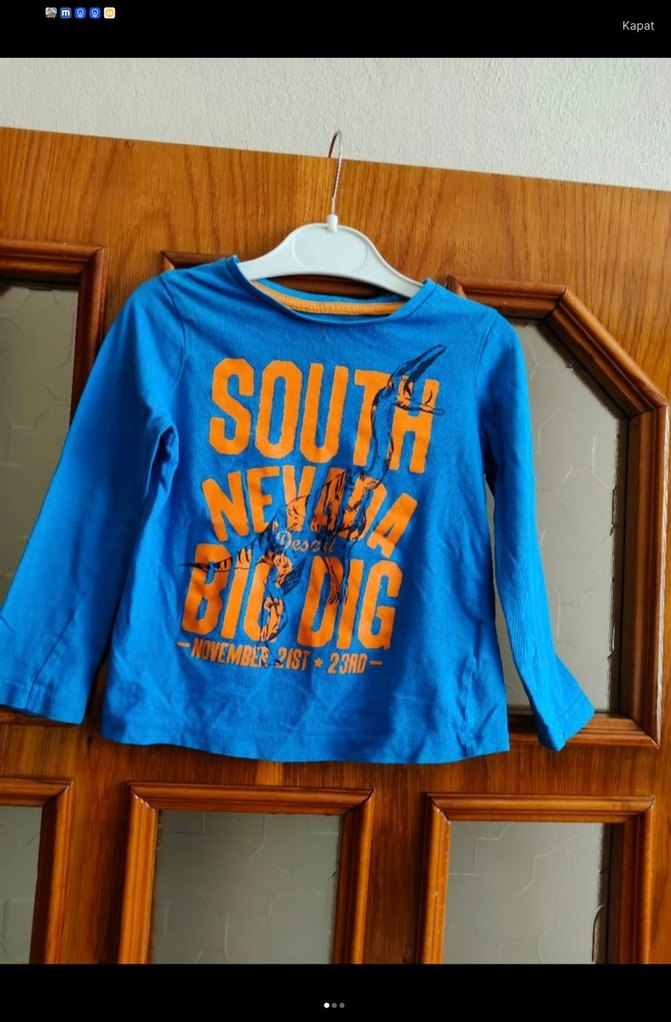 Kapat
SOUTH
NEVADA
Desert
BIG DIG
–NOVEMBER 21ST ★ 23RD–